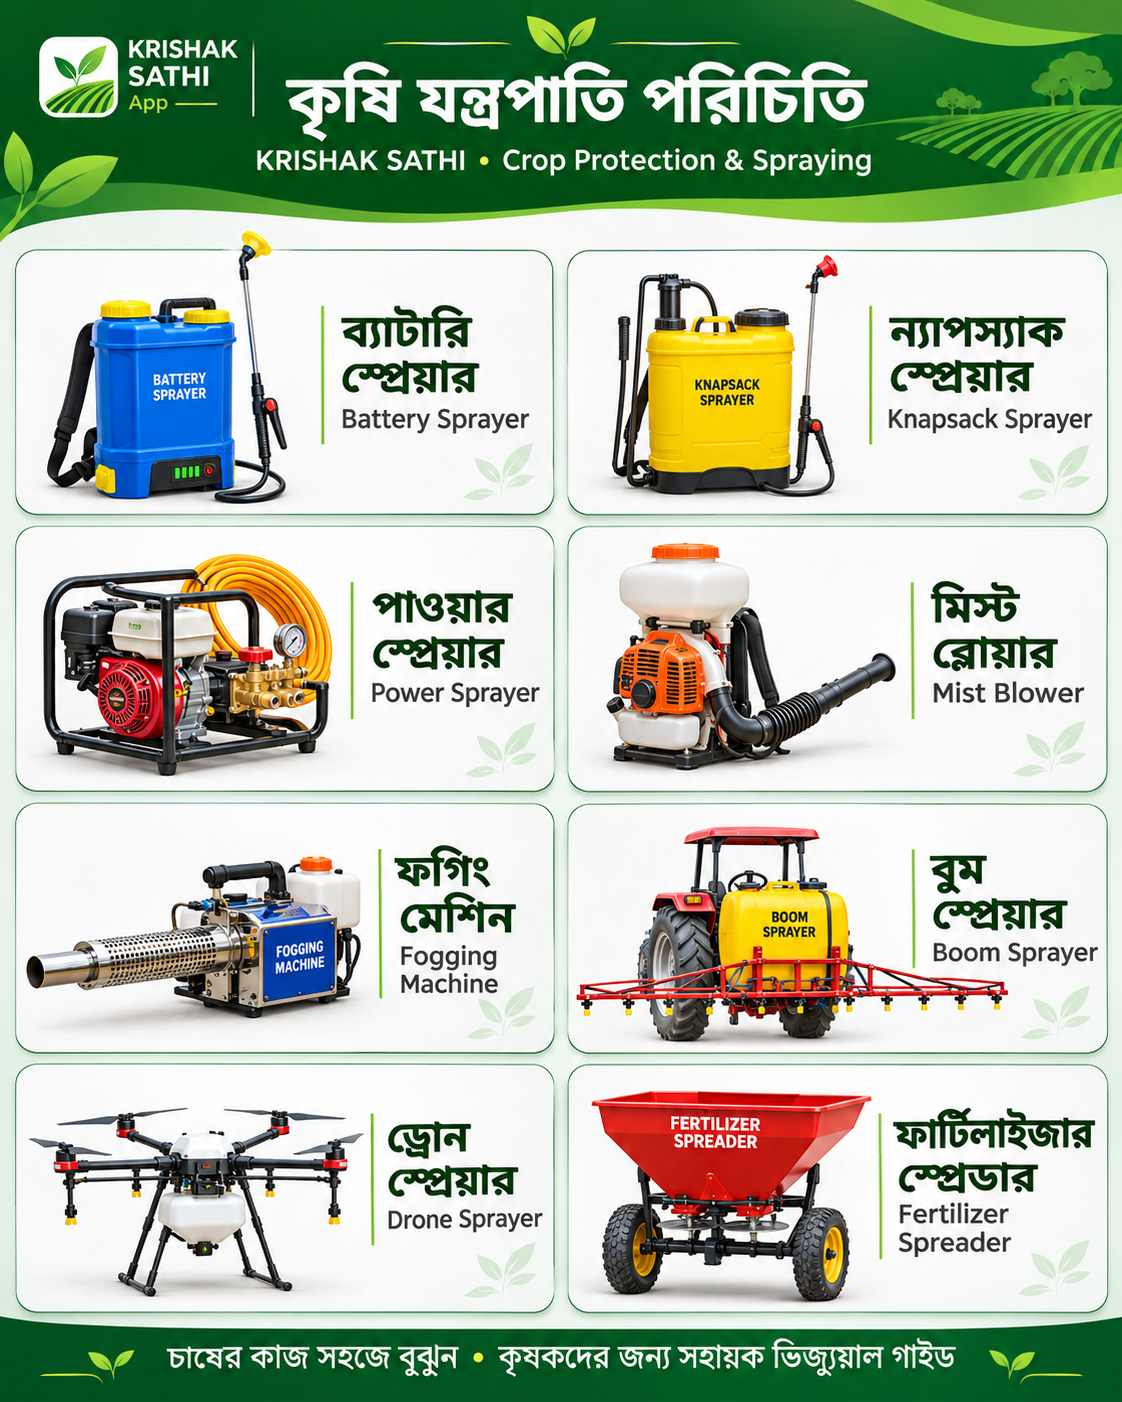 KRISHAK
SATHI
App
কৃষি যন্ত্রপাতি পরিচিতি
KRISHAK SATHI • Crop Protection & Spraying
BATTERY
SPRAYER
ব্যাটারি
স্প্রেয়ার
Battery Sprayer
KNAPSACK
SPRAYER
ন্যাপস্যাক
স্প্রেয়ার
Knapsack Sprayer
পাওয়ার
স্প্রেয়ার
Power Sprayer
মিস্ট
ব্লোয়ার
Mist Blower
FOGGING
MACHINE
ফগিং
মেশিন
Fogging
Machine
BOOM
SPRAYER
বুম
স্প্রেয়ার
Boom Sprayer
ড্রোন
স্প্রেয়ার
Drone Sprayer
FERTILIZER
SPREADER
ফার্টিলাইজার
স্প্রেডার
Fertilizer
Spreader
চাষের কাজ সহজে বুঝুন • কৃষকদের জন্য সহায়ক ভিজ্যুয়াল গাইড